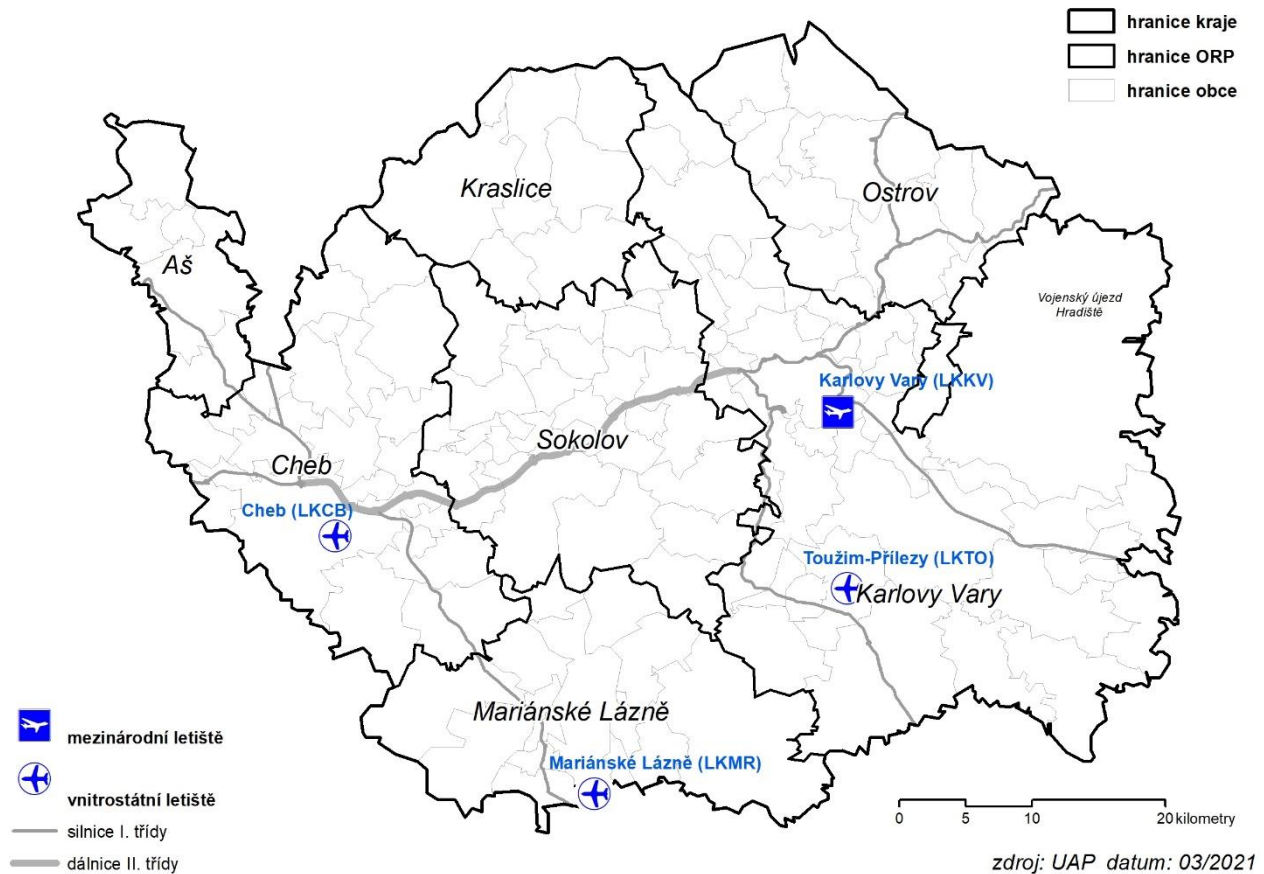 hranice kraje
hranice ORP
hranice obce
Kraslice
Ostrov
Aš
Vojenský újezd
Hradiště
Karlovy Vary (LKKV)
Sokolov
Cheb
Cheb (LKCB)
Toužim-Přílezy (LKTO)
Karlovy Vary
Mariánské Lázně
Mariánské Lázně (LKMR)
mezinárodní letiště
vnitrostátní letiště
silnice I. třídy
dálnice II. třídy
0 5 10 20 kilometry
zdroj: UAP datum: 03/2021